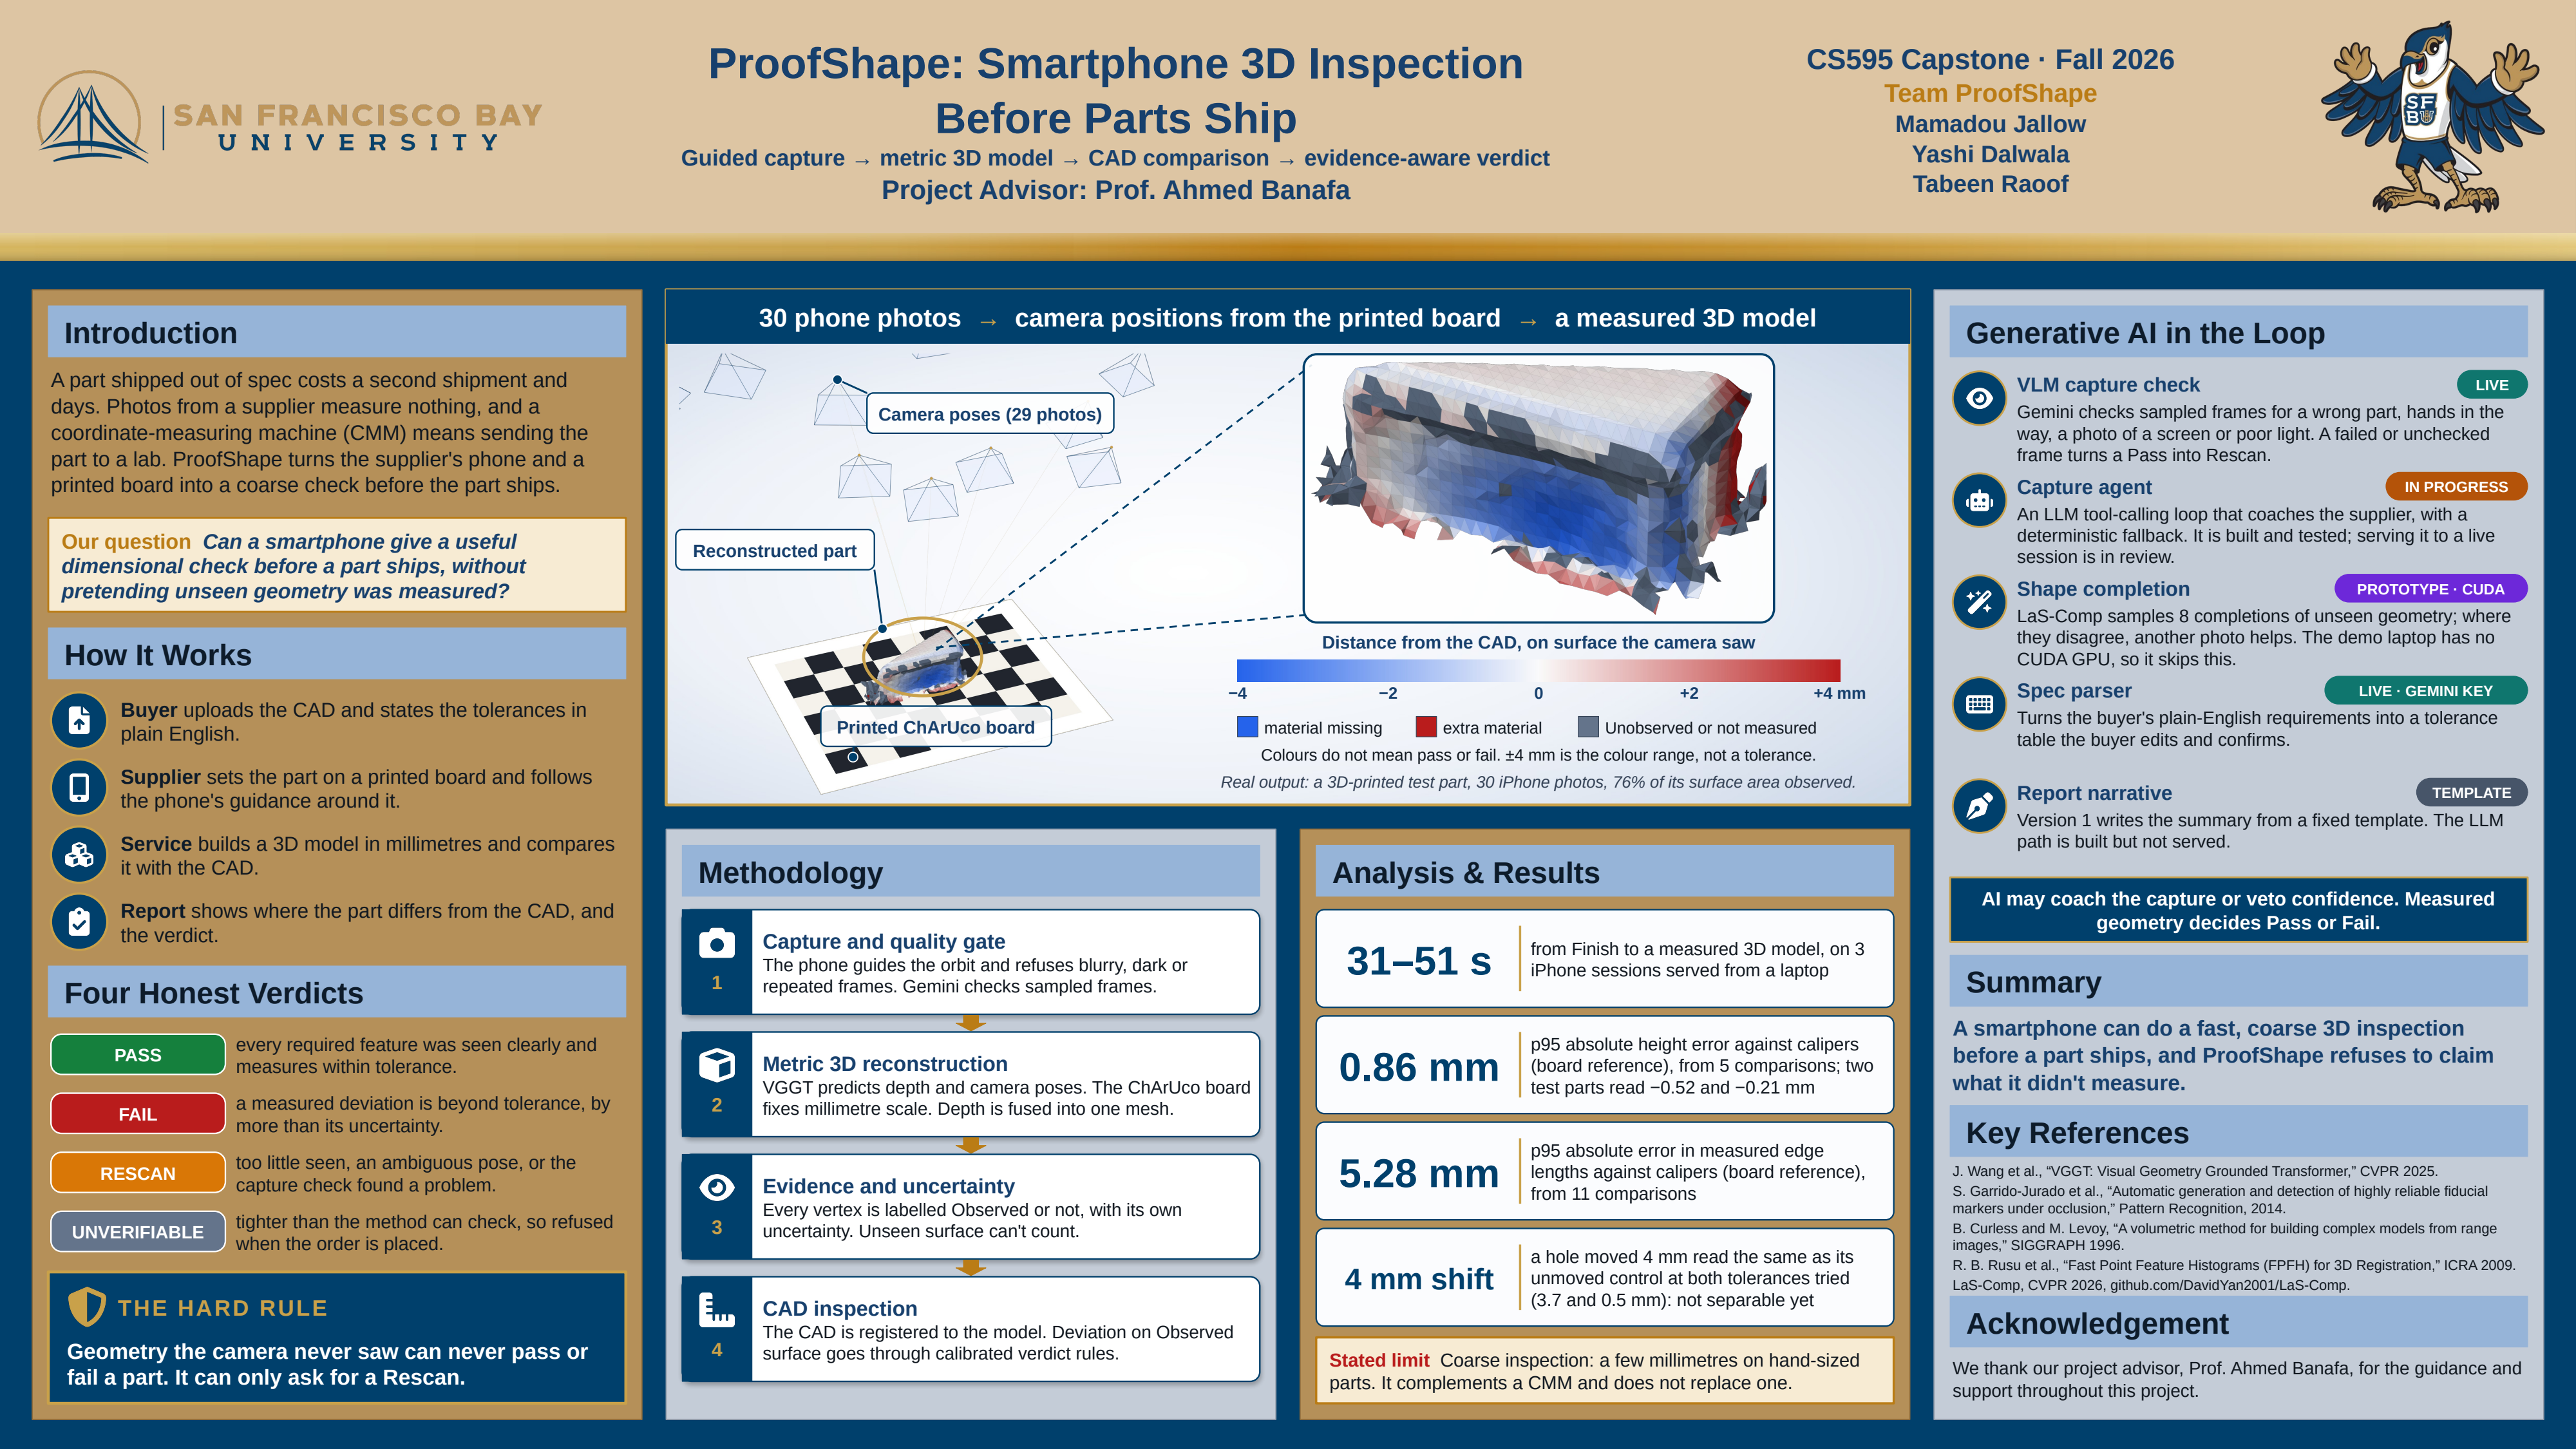 SAN FRANCISCO BAY
UNIVERSITY
ProofShape: Smartphone 3D Inspection
Before Parts Ship
Guided capture → metric 3D model → CAD comparison → evidence-aware verdict
Project Advisor: Prof. Ahmed Banafa
CS595 Capstone · Fall 2026
Team ProofShape
Mamadou Jallow
Yashi Dalwala
Tabeen Raoof
SF
BU
Introduction
A part shipped out of spec costs a second shipment and
days. Photos from a supplier measure nothing, and a
coordinate-measuring machine (CMM) means sending the
part to a lab. ProofShape turns the supplier's phone and a
printed board into a coarse check before the part ships.
Our question Can a smartphone give a useful
dimensional check before a part ships, without
pretending unseen geometry was measured?
How It Works
Buyer uploads the CAD and states the tolerances in
plain English.
Supplier sets the part on a printed board and follows
the phone's guidance around it.
Service builds a 3D model in millimetres and compares
it with the CAD.
Report shows where the part differs from the CAD, and
the verdict.
Four Honest Verdicts
PASS
every required feature was seen clearly and
measures within tolerance.
FAIL
a measured deviation is beyond tolerance, by
more than its uncertainty.
RESCAN
too little seen, an ambiguous pose, or the
capture check found a problem.
UNVERIFIABLE
tighter than the method can check, so refused
when the order is placed.
THE HARD RULE
Geometry the camera never saw can never pass or
fail a part. It can only ask for a Rescan.
30 phone photos → camera positions from the printed board → a measured 3D model
Camera poses (29 photos)
Reconstructed part
Printed ChArUco board
Distance from the CAD, on surface the camera saw
−4 −2 0 +2 +4 mm
material missing extra material Unobserved or not measured
Colours do not mean pass or fail. ±4 mm is the colour range, not a tolerance.
Real output: a 3D-printed test part, 30 iPhone photos, 76% of its surface area observed.
Methodology
1
Capture and quality gate
The phone guides the orbit and refuses blurry, dark or
repeated frames. Gemini checks sampled frames.
2
Metric 3D reconstruction
VGGT predicts depth and camera poses. The ChArUco board
fixes millimetre scale. Depth is fused into one mesh.
3
Evidence and uncertainty
Every vertex is labelled Observed or not, with its own
uncertainty. Unseen surface can't count.
4
CAD inspection
The CAD is registered to the model. Deviation on Observed
surface goes through calibrated verdict rules.
Analysis & Results
31–51 s
from Finish to a measured 3D model, on 3
iPhone sessions served from a laptop
0.86 mm
p95 absolute height error against calipers
(board reference), from 5 comparisons; two
test parts read −0.52 and −0.21 mm
5.28 mm
p95 absolute error in measured edge
lengths against calipers (board reference),
from 11 comparisons
4 mm shift
a hole moved 4 mm read the same as its
unmoved control at both tolerances tried
(3.7 and 0.5 mm): not separable yet
Stated limit Coarse inspection: a few millimetres on hand-sized
parts. It complements a CMM and does not replace one.
Generative AI in the Loop
VLM capture check
LIVE
Gemini checks sampled frames for a wrong part, hands in the
way, a photo of a screen or poor light. A failed or unchecked
frame turns a Pass into Rescan.
Capture agent
IN PROGRESS
An LLM tool-calling loop that coaches the supplier, with a
deterministic fallback. It is built and tested; serving it to a live
session is in review.
Shape completion
PROTOTYPE · CUDA
LaS-Comp samples 8 completions of unseen geometry; where
they disagree, another photo helps. The demo laptop has no
CUDA GPU, so it skips this.
Spec parser
LIVE · GEMINI KEY
Turns the buyer's plain-English requirements into a tolerance
table the buyer edits and confirms.
Report narrative
TEMPLATE
Version 1 writes the summary from a fixed template. The LLM
path is built but not served.
AI may coach the capture or veto confidence. Measured
geometry decides Pass or Fail.
Summary
A smartphone can do a fast, coarse 3D inspection
before a part ships, and ProofShape refuses to claim
what it didn't measure.
Key References
J. Wang et al., “VGGT: Visual Geometry Grounded Transformer,” CVPR 2025.
S. Garrido-Jurado et al., “Automatic generation and detection of highly reliable fiducial
markers under occlusion,” Pattern Recognition, 2014.
B. Curless and M. Levoy, “A volumetric method for building complex models from range
images,” SIGGRAPH 1996.
R. B. Rusu et al., “Fast Point Feature Histograms (FPFH) for 3D Registration,” ICRA 2009.
LaS-Comp, CVPR 2026, github.com/DavidYan2001/LaS-Comp.
Acknowledgement
We thank our project advisor, Prof. Ahmed Banafa, for the guidance and
support throughout this project.